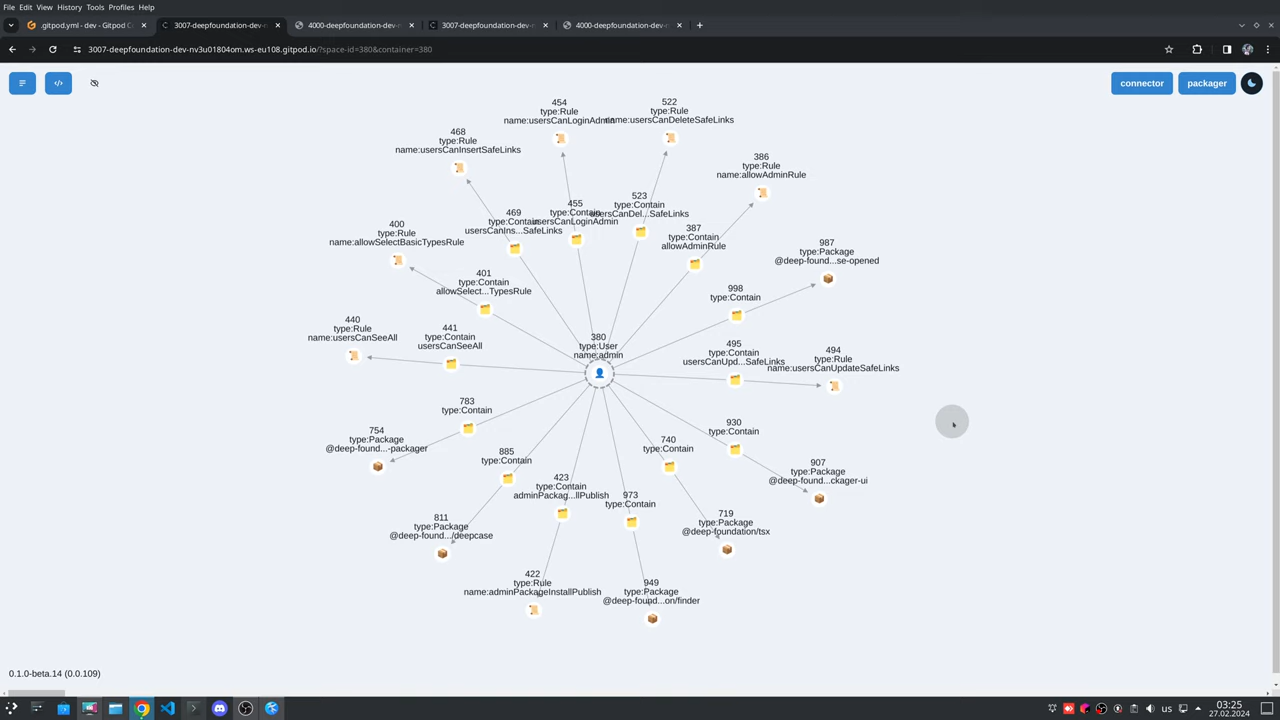 File Edit View History Tools Profiles Help
.gitpod.yml - dev - Gitpod C
3007-deepfoundation-dev-n
4000-deepfoundation-dev-n
3007-deepfoundation-dev-n
4000-deepfoundation-dev-n
3007-deepfoundation-dev-nv3u01804om.ws-eu108.gitpod.io/?space-id=380&container=380
connector
packager
454
type:Rule
name:usersCanLoginAdmin
522
type:Rule
name:usersCanDeleteSafeLinks
468
type:Rule
name:usersCanInsertSafeLinks
386
type:Rule
name:allowAdminRule
523
type:Contain
usersCanDel...SafeLinks
455
type:Contain
usersCanLoginAdmin
469
type:Contain
usersCanIns...SafeLinks
400
type:Rule
name:allowSelectBasicTypesRule
387
type:Contain
allowAdminRule
987
type:Package
@deep-found...se-opened
401
type:Contain
allowSelect...TypesRule
998
type:Contain
440
type:Rule
name:usersCanSeeAll
441
type:Contain
usersCanSeeAll
380
type:User
name:admin
495
type:Contain
usersCanUpd...SafeLinks
494
type:Rule
name:usersCanUpdateSafeLinks
783
type:Contain
754
type:Package
@deep-found...-packager
930
type:Contain
740
type:Contain
885
type:Contain
907
type:Package
@deep-found...ckager-ui
423
type:Contain
adminPackag...llPublish
973
type:Contain
811
type:Package
@deep-found.../deepcase
719
type:Package
@deep-foundation/tsx
422
type:Rule
name:adminPackageInstallPublish
949
type:Package
@deep-found...on/finder
0.1.0-beta.14 (0.0.109)
us
03:25
27.02.2024